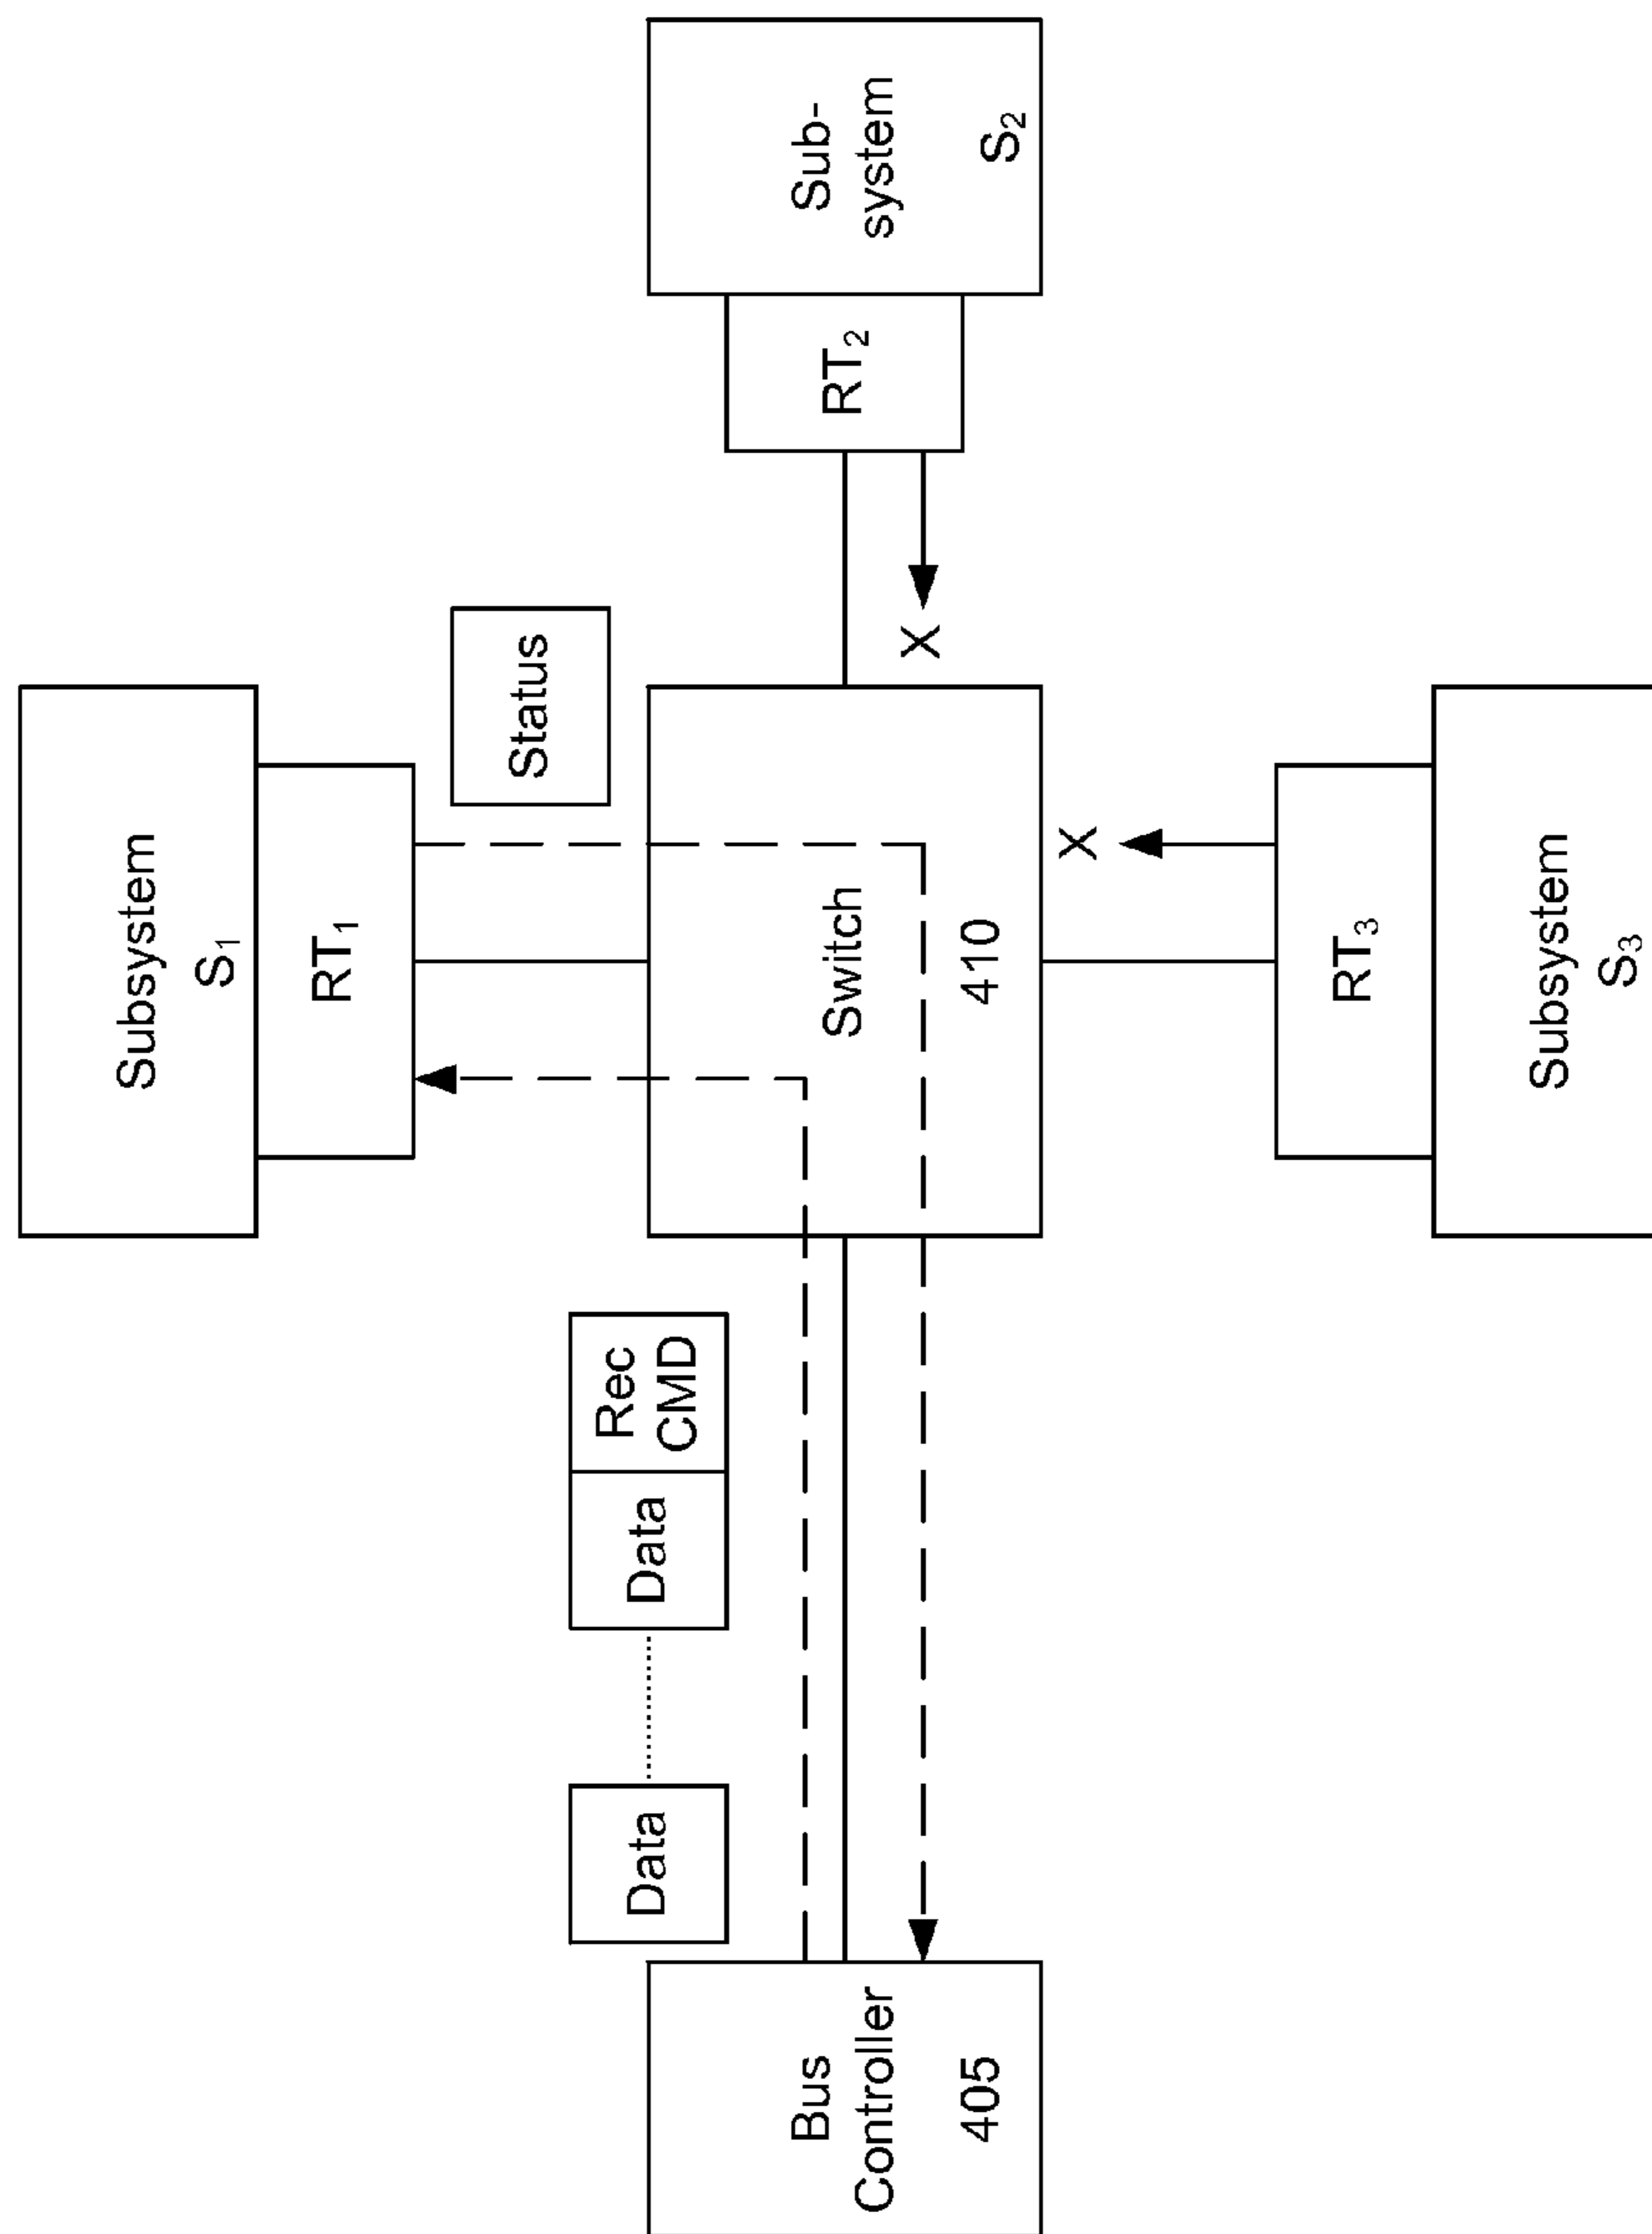 Subsystem
S1
RT1
Status
Sub-
system
S2
RT2
X
Switch
410
X
RT3
Subsystem
S3
Rec
CMD
Data
Data
Bus
Controller
405